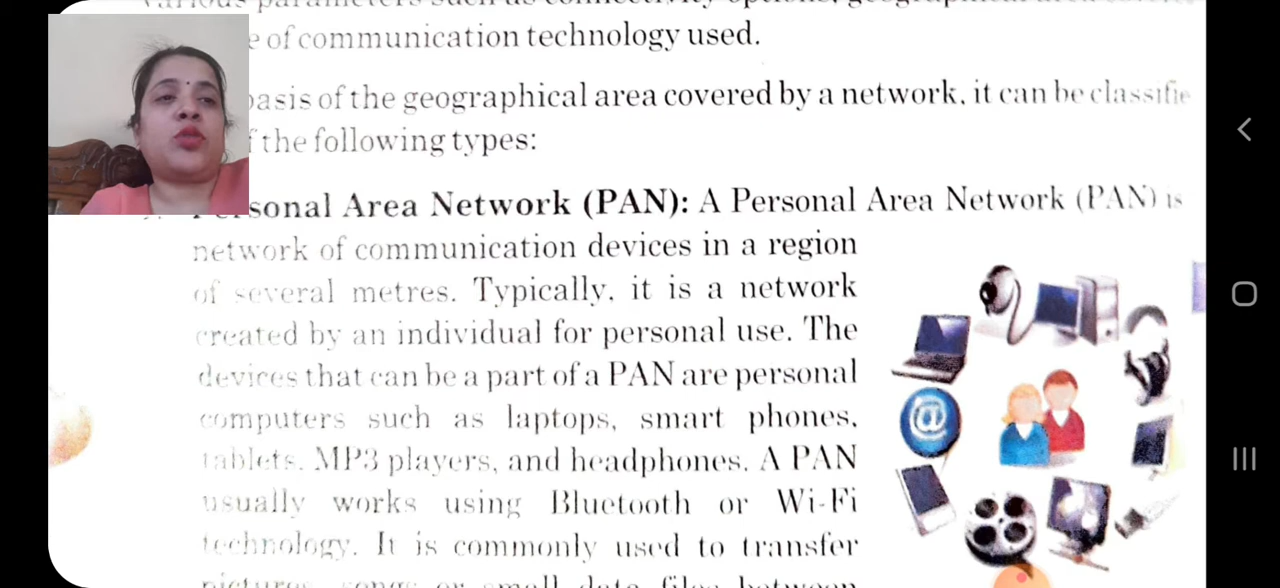 of communication technology used.
basis of the geographical area covered by a network, it can be classifie
the following types:
sonal Area Network (PAN): A Personal Area Network (PAN) is
network of communication devices in a region
of several metres. Typically, it is a network
created by an individual for personal use. The
devices that can be a part of a PAN are personal
computers such as laptops, smart phones,
tablets, MP3 players, and headphones. A PAN
usually works using Bluetooth or Wi-Fi
technology. It is commonly used to transfer
@